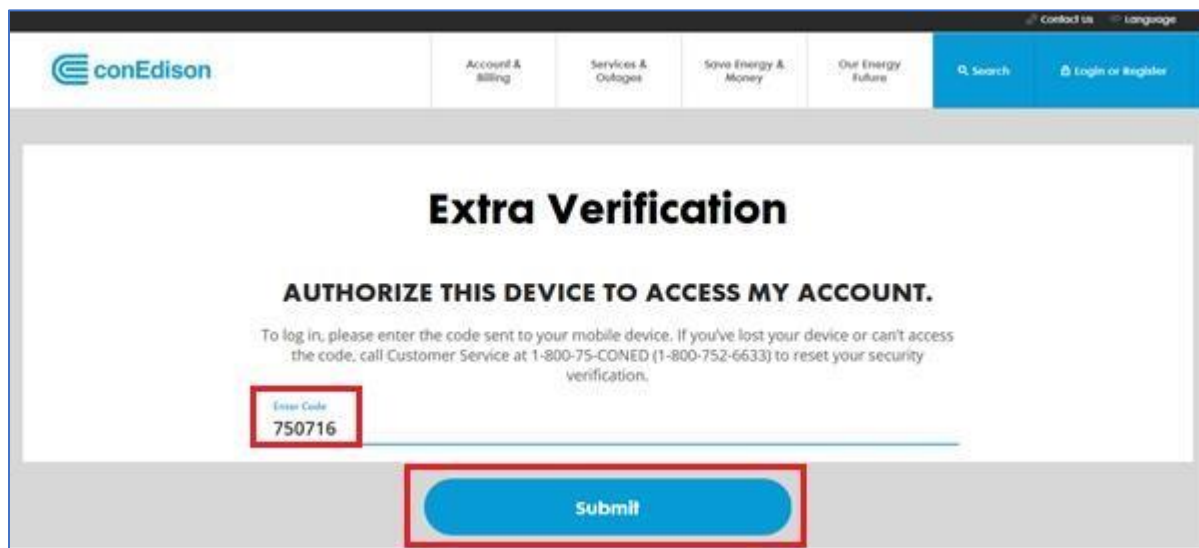 Contact Us Language
conEdison
Account &
Billing
Services &
Outages
Save Energy &
Money
Our Energy
Future
Search
Login or Register
Extra Verification
AUTHORIZE THIS DEVICE TO ACCESS MY ACCOUNT.
To log in, please enter the code sent to your mobile device. If you've lost your device or can't access
the code, call Customer Service at 1-800-75-CONED (1-800-752-6633) to reset your security
verification.
Enter Code
750716
Submit